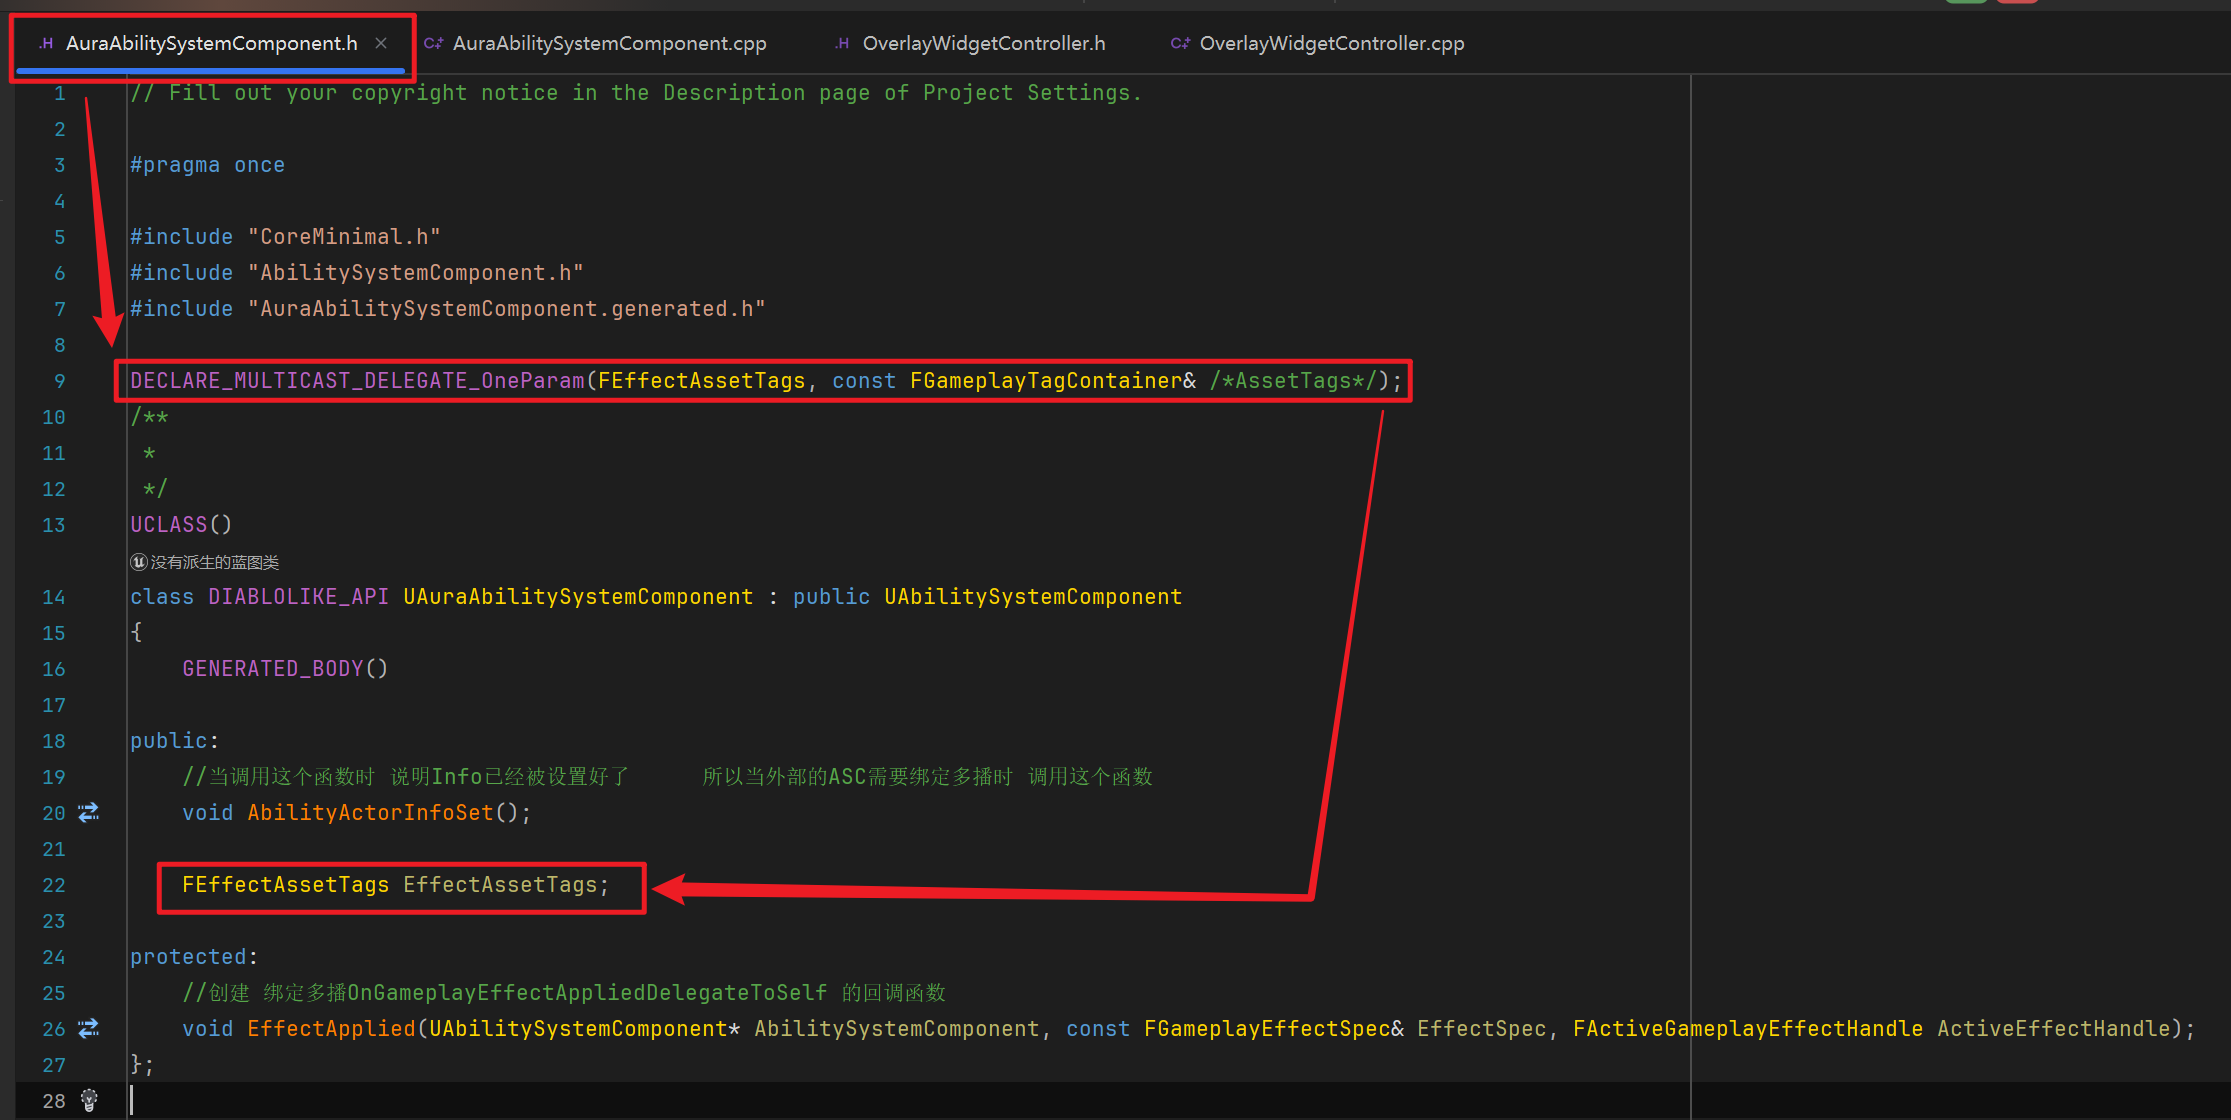 .H AuraAbilitySystemComponent.h × C++ AuraAbilitySystemComponent.cpp .H OverlayWidgetController.h C++ OverlayWidgetController.cpp
1 // Fill out your copyright notice in the Description page of Project Settings.
2
3 #pragma once
4
5 #include "CoreMinimal.h"
6 #include "AbilitySystemComponent.h"
7 #include "AuraAbilitySystemComponent.generated.h"
8
9 DECLARE_MULTICAST_DELEGATE_OneParam(FEffectAssetTags, const FGameplayTagContainer& /*AssetTags*/);
10 /**
11  *
12  */
13 UCLASS()
没有派生的蓝图类
14 class DIABLOLIKE_API UAuraAbilitySystemComponent : public UAbilitySystemComponent
15 {
16     GENERATED_BODY()
17
18 public:
19     //当调用这个函数时 说明Info已经被设置好了      所以当外部的ASC需要绑定多播时 调用这个函数
20     void AbilityActorInfoSet();
21
22     FEffectAssetTags EffectAssetTags;
23
24 protected:
25     //创建 绑定多播OnGameplayEffectAppliedDelegateToSelf 的回调函数
26     void EffectApplied(UAbilitySystemComponent* AbilitySystemComponent, const FGameplayEffectSpec& EffectSpec, FActiveGameplayEffectHandle ActiveEffectHandle);
27 };
28